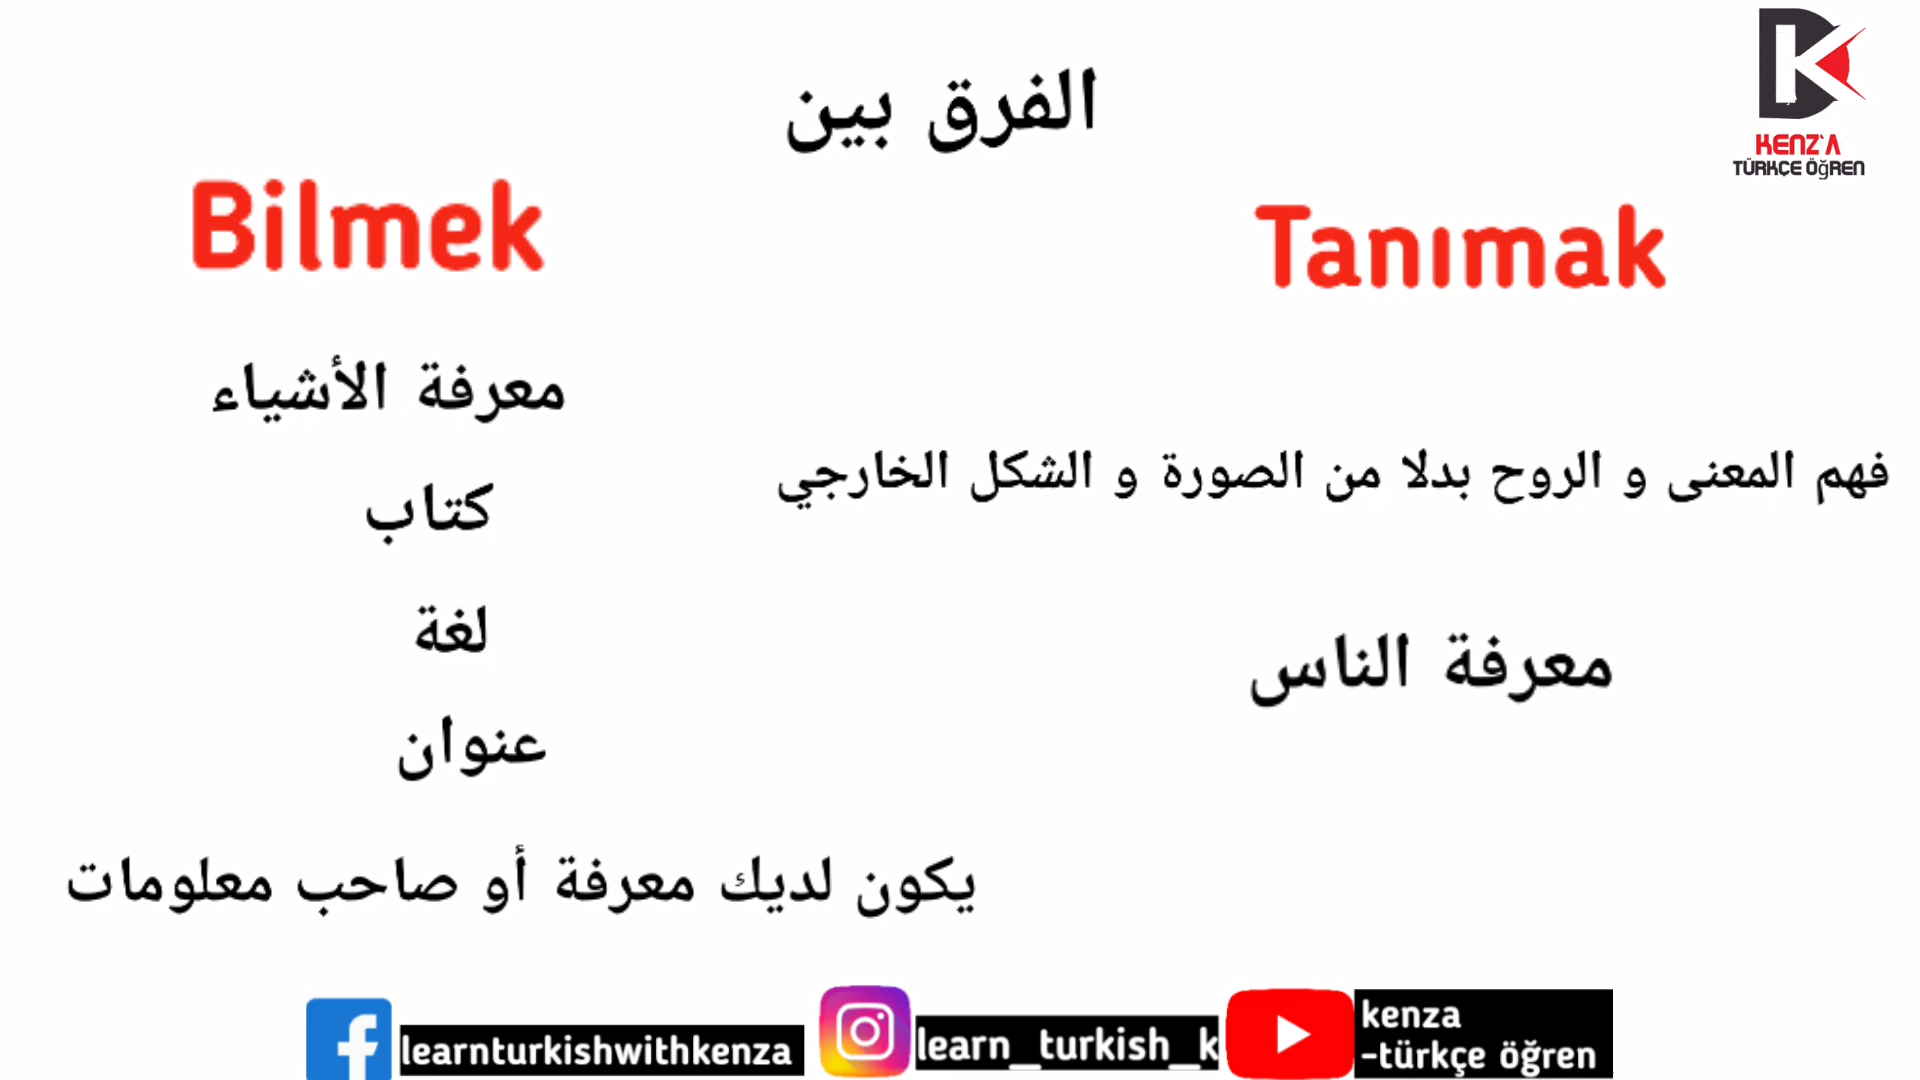 الفرق بين
KENZ'A
TÜRKÇE ÖğREN
Bilmek
معرفة الأشياء
كتاب
لغة
عنوان
يكون لديك معرفة أو صاحب معلومات
Tanımak
فهم المعنى و الروح بدلا من الصورة و الشكل الخارجي
معرفة الناس
learnturkishwithkenza
learn_turkish_k
kenza
-türkçe öğren